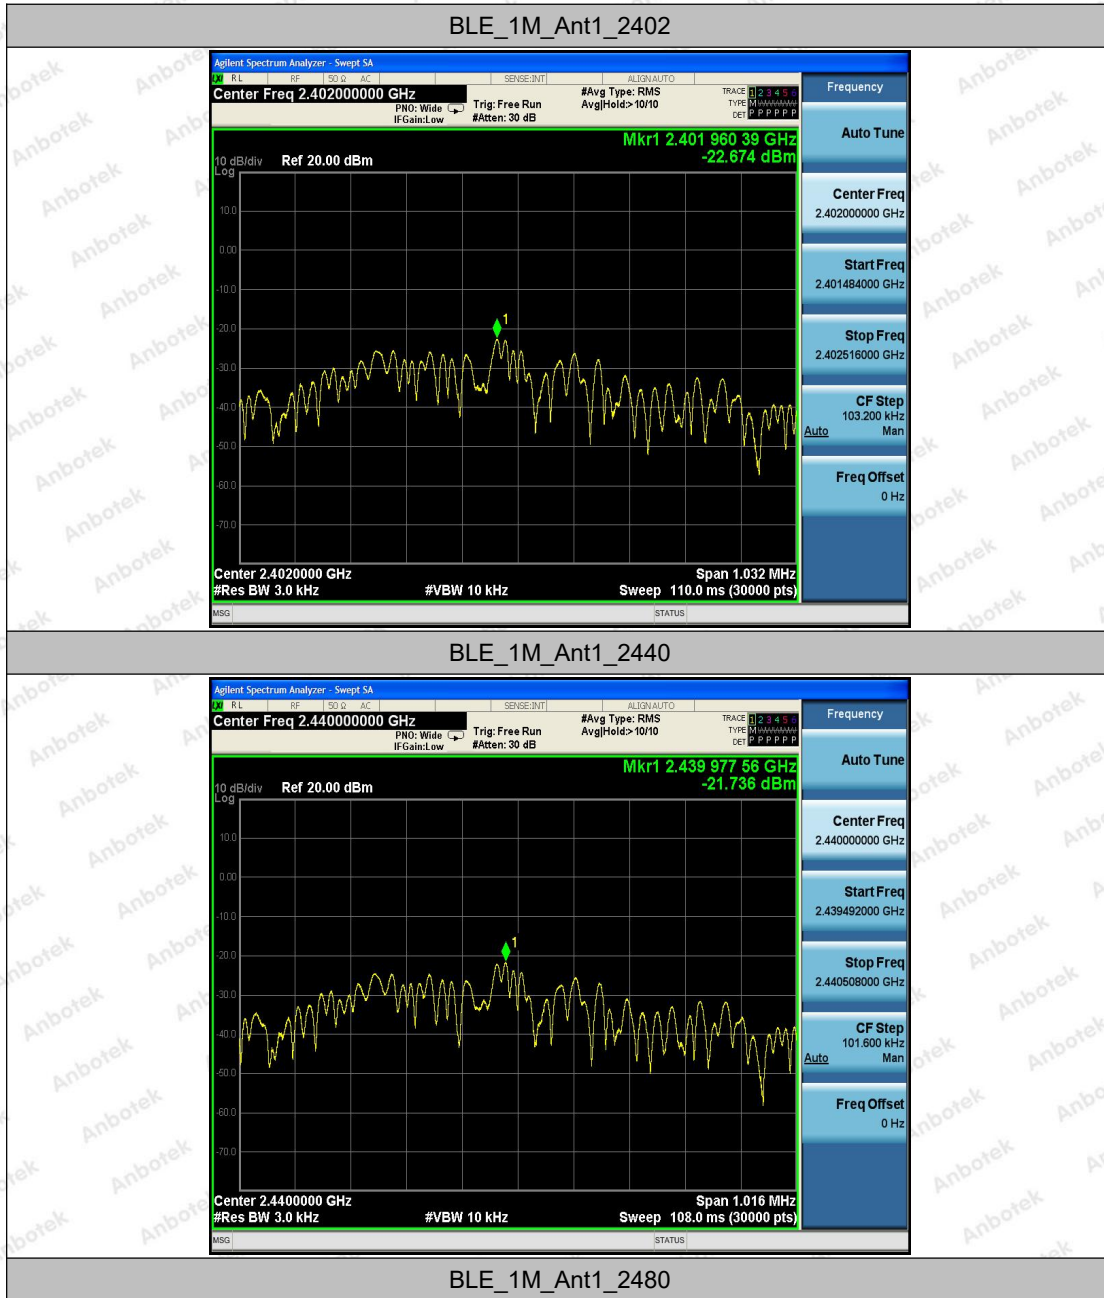 BLE_1M_Ant1_2402
Agilent Spectrum Analyzer - Swept SA
RL RF 50 Ω AC SENSE:INT ALIGNAUTO
Center Freq 2.402000000 GHz
PNO: Wide
IFGain:Low
Trig: Free Run
#Atten: 30 dB
#Avg Type: RMS
Avg|Hold:>10/10
TRACE 1 2 3 4 5 6
TYPE M
DET P P P P P P
Frequency
Mkr1 2.401 960 39 GHz
-22.674 dBm
10 dB/div Ref 20.00 dBm
Log
10.0
0.00
-10.0
-20.0
-30.0
-40.0
-50.0
-60.0
-70.0
1
Center 2.4020000 GHz
Span 1.032 MHz
#Res BW 3.0 kHz
#VBW 10 kHz
Sweep 110.0 ms (30000 pts)
MSG
STATUS
Auto Tune
Center Freq
2.402000000 GHz
Start Freq
2.401484000 GHz
Stop Freq
2.402516000 GHz
CF Step
103.200 kHz
Auto Man
Freq Offset
0 Hz
BLE_1M_Ant1_2440
Agilent Spectrum Analyzer - Swept SA
RL RF 50 Ω AC SENSE:INT ALIGNAUTO
Center Freq 2.440000000 GHz
PNO: Wide
IFGain:Low
Trig: Free Run
#Atten: 30 dB
#Avg Type: RMS
Avg|Hold:>10/10
TRACE 1 2 3 4 5 6
TYPE M
DET P P P P P P
Frequency
Mkr1 2.439 977 56 GHz
-21.736 dBm
10 dB/div Ref 20.00 dBm
Log
10.0
0.00
-10.0
-20.0
-30.0
-40.0
-50.0
-60.0
-70.0
1
Center 2.4400000 GHz
Span 1.016 MHz
#Res BW 3.0 kHz
#VBW 10 kHz
Sweep 108.0 ms (30000 pts)
MSG
STATUS
Auto Tune
Center Freq
2.440000000 GHz
Start Freq
2.439492000 GHz
Stop Freq
2.440508000 GHz
CF Step
101.600 kHz
Auto Man
Freq Offset
0 Hz
BLE_1M_Ant1_2480